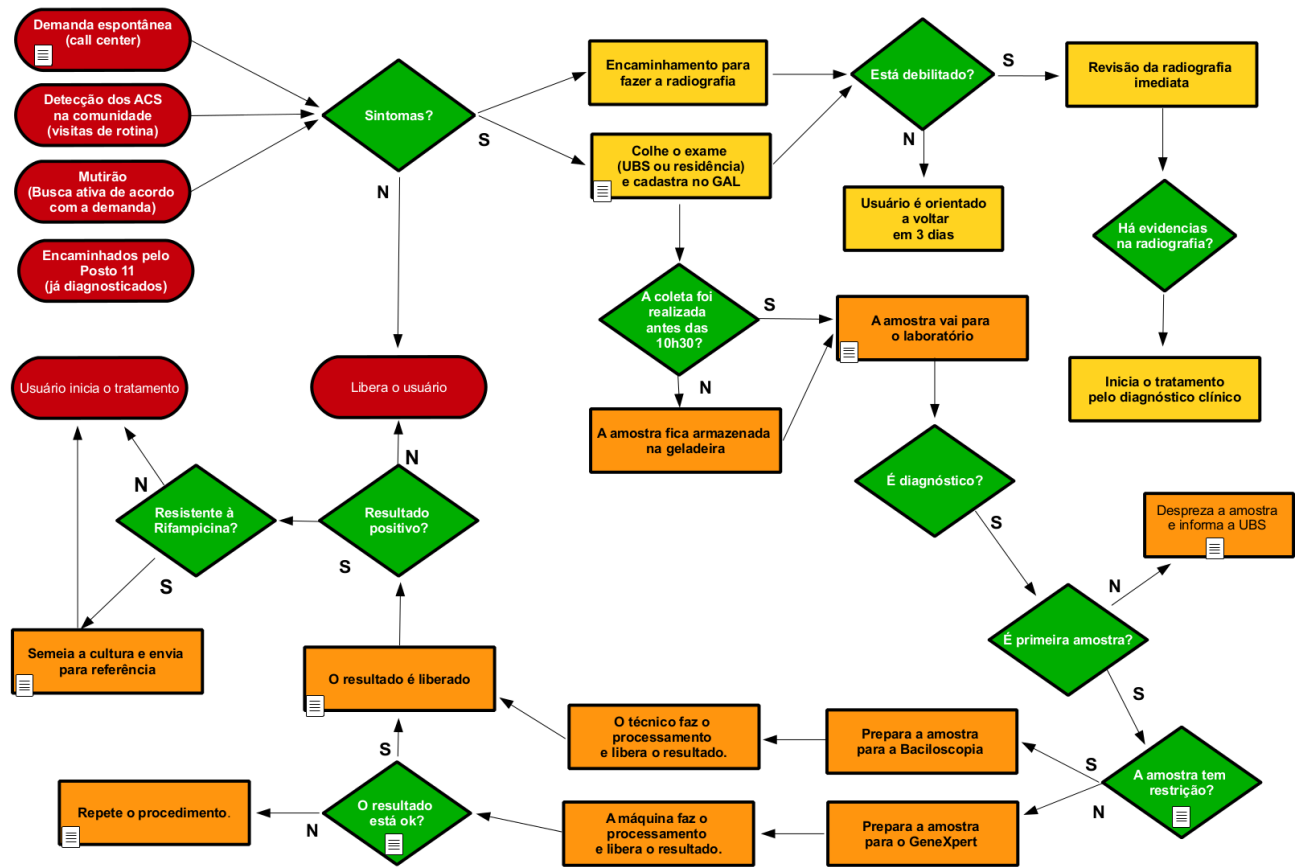 Demanda espontânea
(call center)
Detecção dos ACS
na comunidade
(visitas de rotina)
Mutirão
(Busca ativa de acordo
com a demanda)
Encaminhados pelo
Posto 11
(já diagnosticados)
Sintomas?
S
N
Encaminhamento para
fazer a radiografia
Colhe o exame
(UBS ou residência)
e cadastra no GAL
Está debilitado?
S
N
Revisão da radiografia
imediata
Usuário é orientado
a voltar
em 3 dias
Há evidencias
na radiografia?
Inicia o tratamento
pelo diagnóstico clínico
A coleta foi
realizada
antes das
10h30?
S
N
A amostra vai para
o laboratório
A amostra fica armazenada
na geladeira
Usuário inicia o tratamento
Libera o usuário
É diagnóstico?
S
N
N
Resistente à
Rifampicina?
S
Resultado
positivo?
S
Despreza a amostra
e informa a UBS
N
É primeira amostra?
S
Semeia a cultura e envia
para referência
O resultado é liberado
O técnico faz o
processamento
e libera o resultado.
Prepara a amostra
para a Baciloscopia
S
A amostra tem
restrição?
N
S
O resultado
está ok?
N
Repete o procedimento.
A máquina faz o
processamento
e libera o resultado.
Prepara a amostra
para o GeneXpert